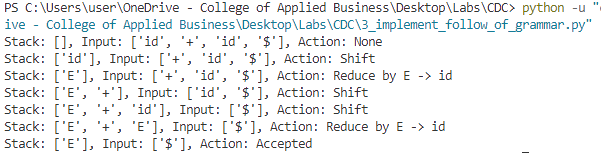 PS C:\Users\user\OneDrive - College of Applied Business\Desktop\Labs\CDC> python -u "
ive - College of Applied Business\Desktop\Labs\CDC\3_implement_follow_of_grammar.py"
Stack: [], Input: ['id', '+', 'id', '$'], Action: None
Stack: ['id'], Input: ['+', 'id', '$'], Action: Shift
Stack: ['E'], Input: ['+', 'id', '$'], Action: Reduce by E -> id
Stack: ['E', '+'], Input: ['id', '$'], Action: Shift
Stack: ['E', '+', 'id'], Input: ['$'], Action: Shift
Stack: ['E', '+', 'E'], Input: ['$'], Action: Reduce by E -> id
Stack: ['E'], Input: ['$'], Action: Accepted